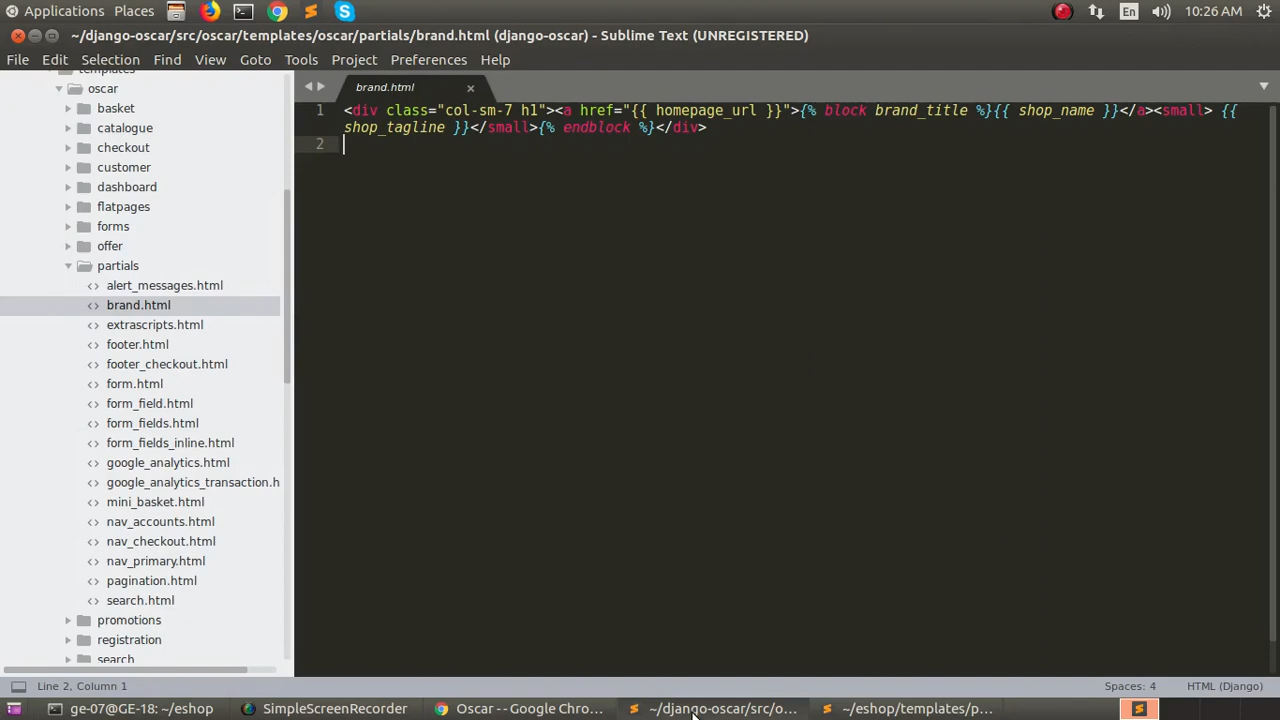 Applications Places En 10:26 AM
~/django-oscar/src/oscar/templates/oscar/partials/brand.html (django-oscar) - Sublime Text (UNREGISTERED)
File Edit Selection Find View Goto Tools Project Preferences Help
templates
oscar
basket
catalogue
checkout
customer
dashboard
flatpages
forms
offer
partials
alert_messages.html
brand.html
extrascripts.html
footer.html
footer_checkout.html
form.html
form_field.html
form_fields.html
form_fields_inline.html
google_analytics.html
google_analytics_transaction.h
mini_basket.html
nav_accounts.html
nav_checkout.html
nav_primary.html
pagination.html
search.html
promotions
registration
search
brand.html ×
1 <div class="col-sm-7 h1"><a href="{{ homepage_url }}">{% block brand_title %}{{ shop_name }}</a><small> {{
shop_tagline }}</small>{% endblock %}</div>
2
Line 2, Column 1 Spaces: 4 HTML (Django)
ge-07@GE-18: ~/eshop SimpleScreenRecorder Oscar -- Google Chro... ~/django-oscar/src/o... ~/eshop/templates/p...